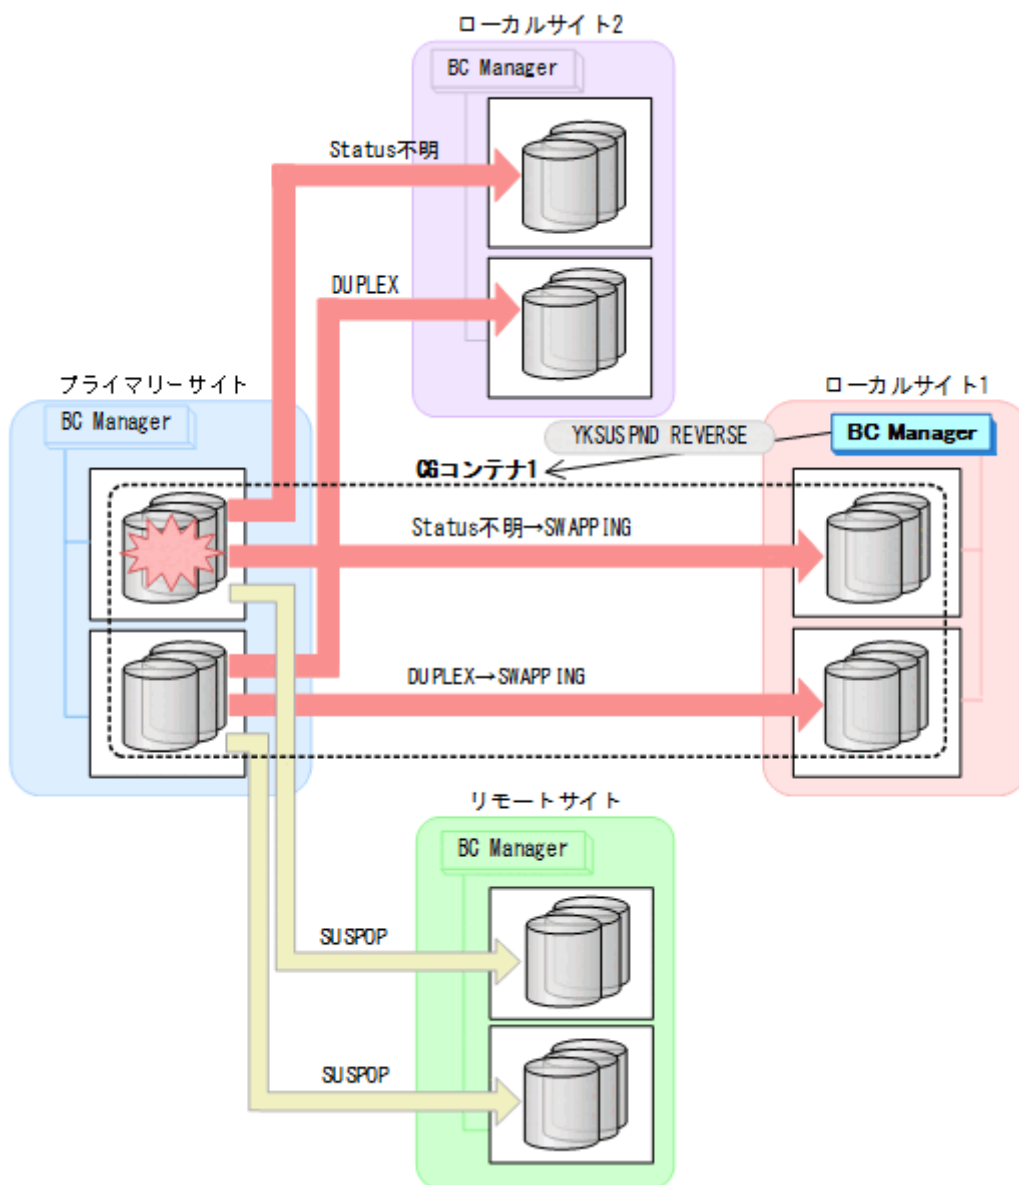 ローカルサイト2
BC Manager
Status不明
DUPLEX
プライマリーサイト
BC Manager
ローカルサイト1
BC Manager
YKSUSPND REVERSE
CGコンテナ1
Status不明→SWAPPING
DUPLEX→SWAPPING
リモートサイト
BC Manager
SUSPOP
SUSPOP